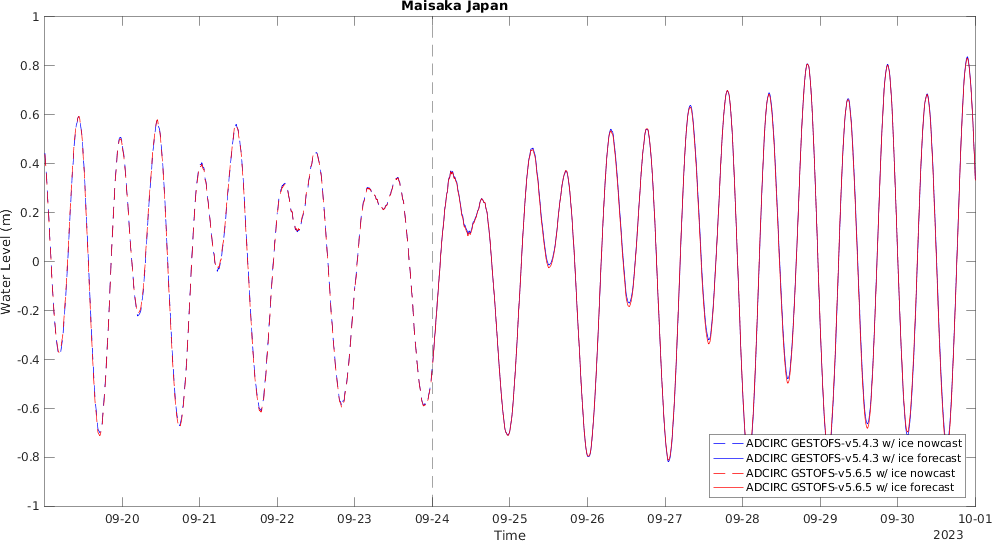 Maisaka Japan
1
0.8
0.6
0.4
0.2
0
-0.2
-0.4
-0.6
-0.8
-1
Water Level (m)
ADCIRC GESTOFS-v5.4.3 w/ ice nowcast
ADCIRC GESTOFS-v5.4.3 w/ ice forecast
ADCIRC GSTOFS-v5.6.5 w/ ice nowcast
ADCIRC GSTOFS-v5.6.5 w/ ice forecast
09-20 09-21 09-22 09-23 09-24 09-25 09-26 09-27 09-28 09-29 09-30 10-01
Time
2023